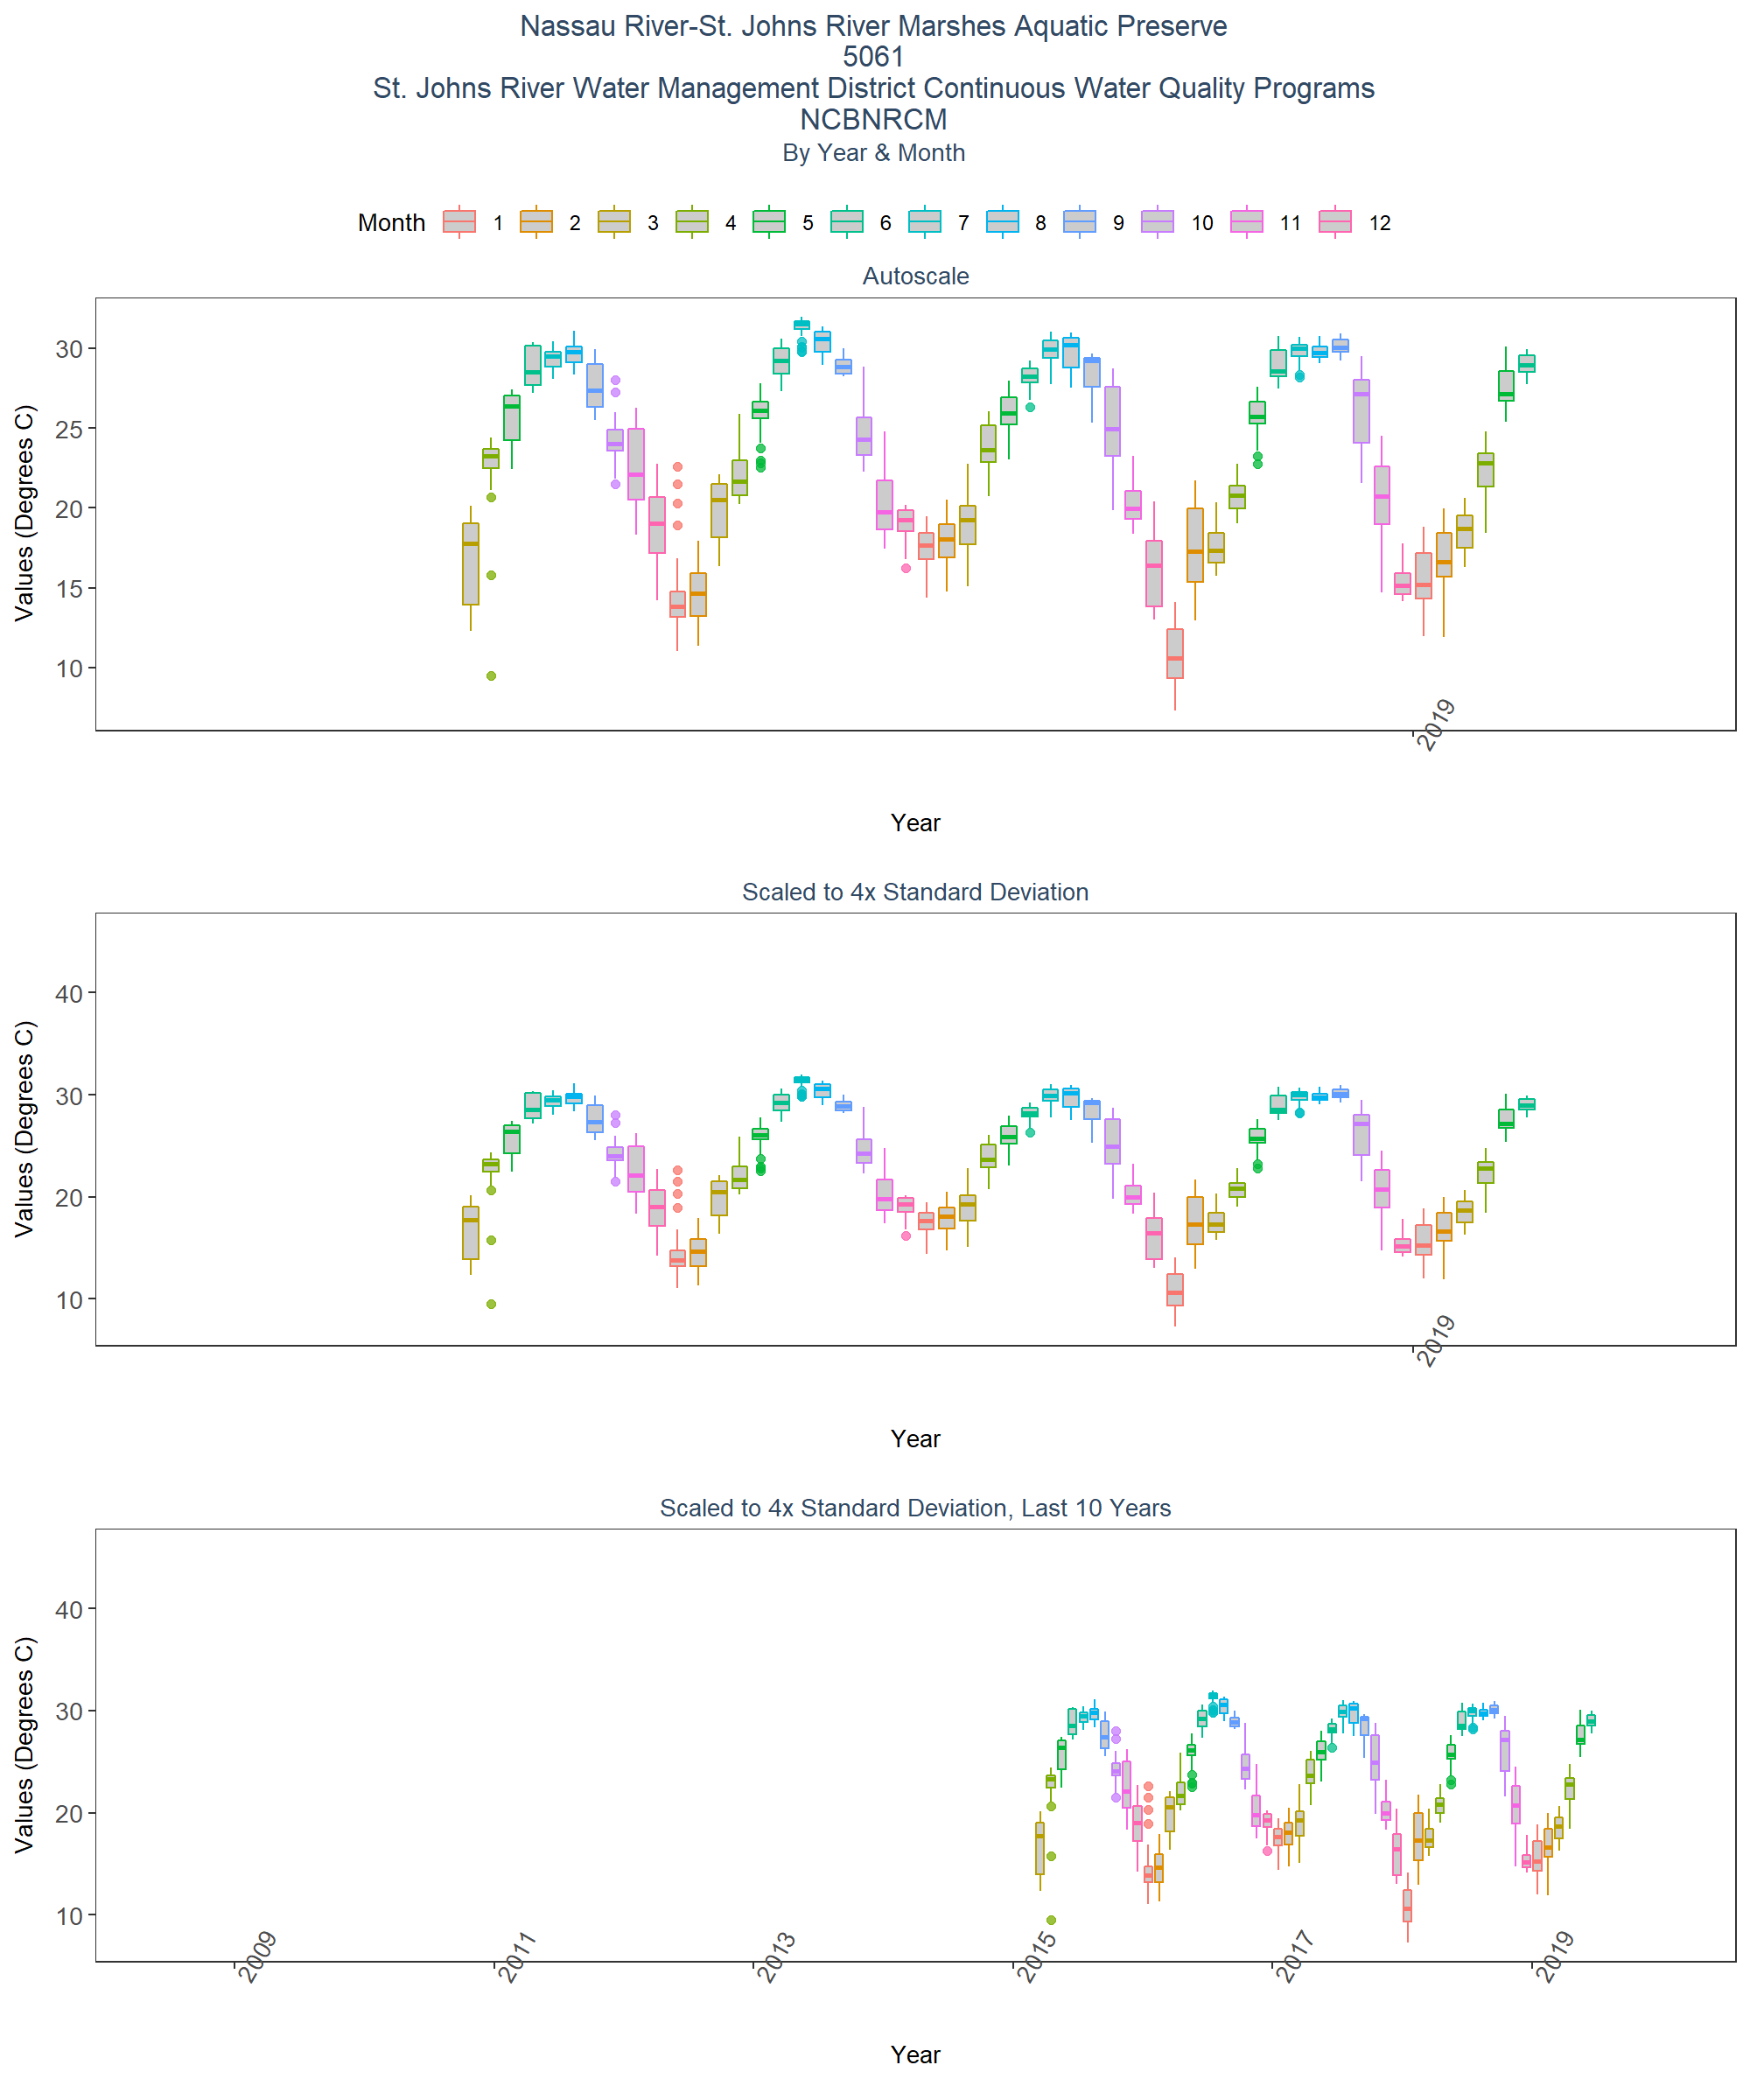 Nassau River-St. Johns River Marshes Aquatic Preserve
5061
St. Johns River Water Management District Continuous Water Quality Programs
NCBNRCM
By Year & Month
Month 1 2 3 4 5 6 7 8 9 10 11 12
Autoscale
Values (Degrees C)
30
25
20
15
10
2019
Year
Scaled to 4x Standard Deviation
Values (Degrees C)
40
30
20
10
2019
Year
Scaled to 4x Standard Deviation, Last 10 Years
Values (Degrees C)
40
30
20
10
2009 2011 2013 2015 2017 2019
Year